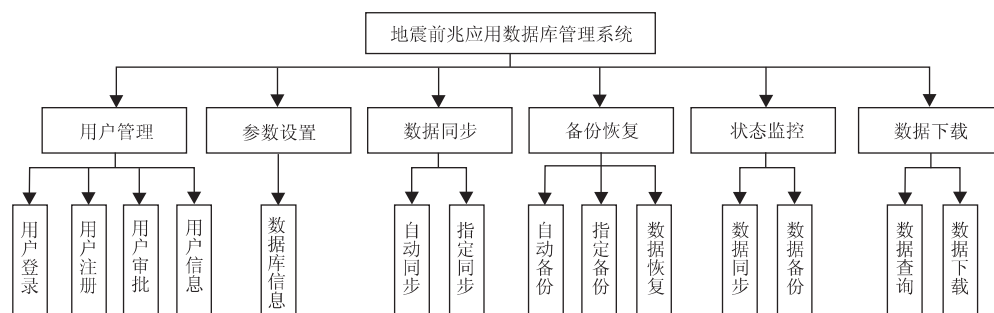 地震前兆应用数据库管理系统
用户管理
参数设置
数据同步
备份恢复
状态监控
数据下载
用户登录
用户注册
用户审批
用户信息
数据库信息
自动同步
指定同步
自动备份
指定备份
数据恢复
数据同步
数据备份
数据查询
数据下载